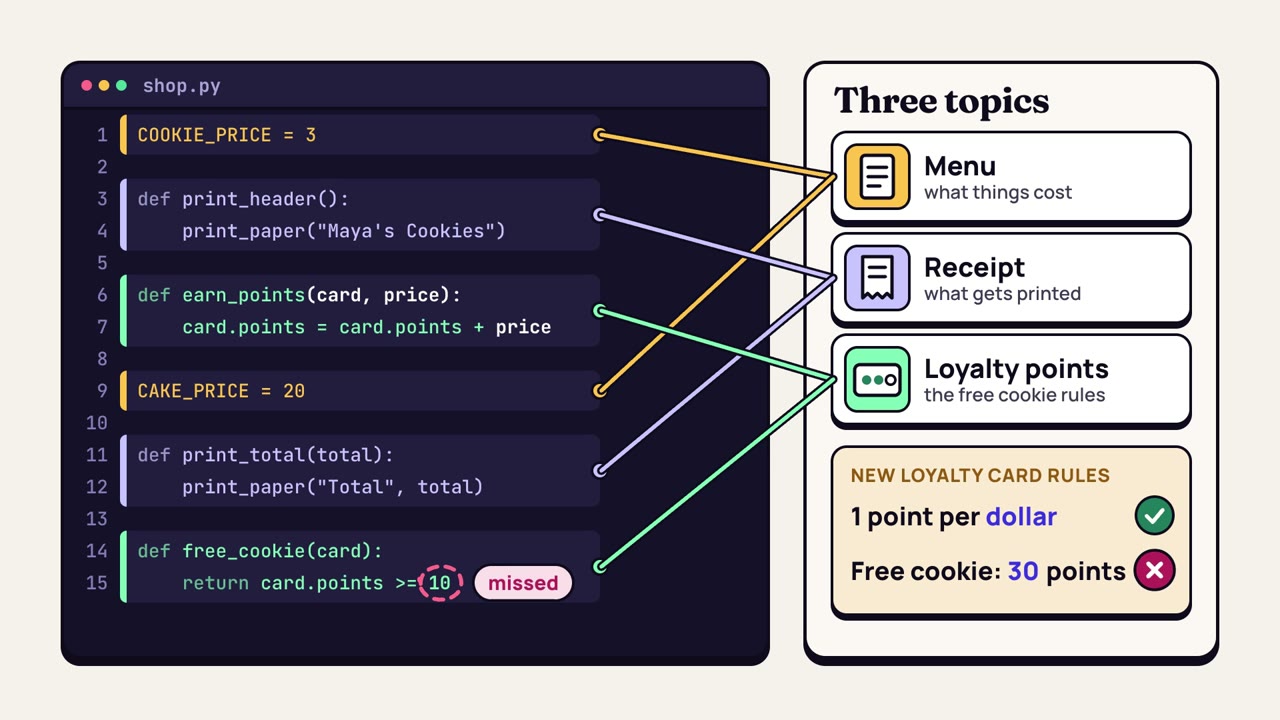 shop.py
1 COOKIE_PRICE = 3
2
3 def print_header():
4 print_paper("Maya's Cookies")
5
6 def earn_points(card, price):
7 card.points = card.points + price
8
9 CAKE_PRICE = 20
10
11 def print_total(total):
12 print_paper("Total", total)
13
14 def free_cookie(card):
15 return card.points >= 10 missed
Three topics
Menu
what things cost
Receipt
what gets printed
Loyalty points
the free cookie rules
NEW LOYALTY CARD RULES
1 point per dollar
Free cookie: 30 points